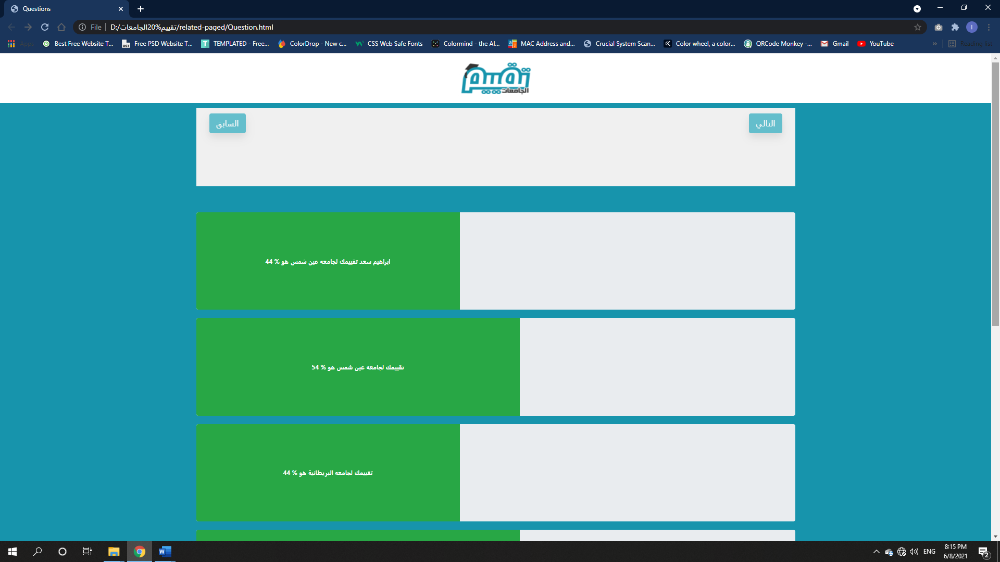 Questions
File
D:/تقييم%20الجامعات/related-paged/Question.html
Apps
Best Free Website T...
Free PSD Website T...
TEMPLATED - Free...
ColorDrop - New c...
CSS Web Safe Fonts
Colormind - the AI...
MAC Address and...
Crucial System Scan...
Color wheel, a color...
QRCode Monkey -...
Gmail
YouTube
»
Reading list
تقييم
الجامعات
السابق
التالي
ابراهيم سعد تقييمك لجامعه عين شمس هو % 44
تقييمك لجامعه عين شمس هو % 54
تقييمك لجامعه البريطانية هو % 44
ENG
8:15 PM
6/8/2021
2